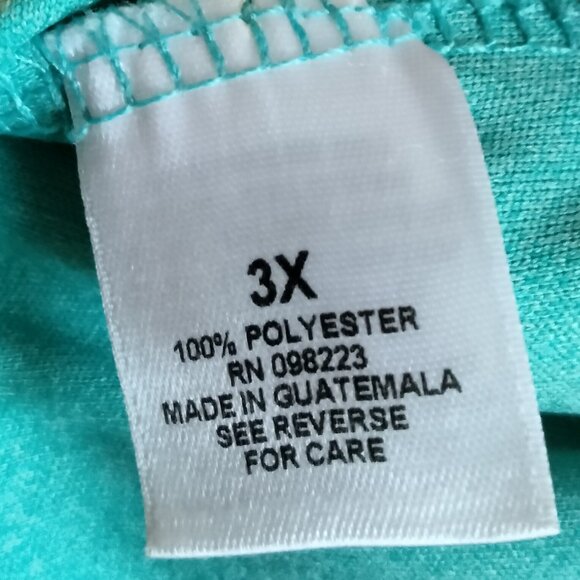 3X
100% POLYESTER
RN 098223
MADE IN GUATEMALA
SEE REVERSE
FOR CARE